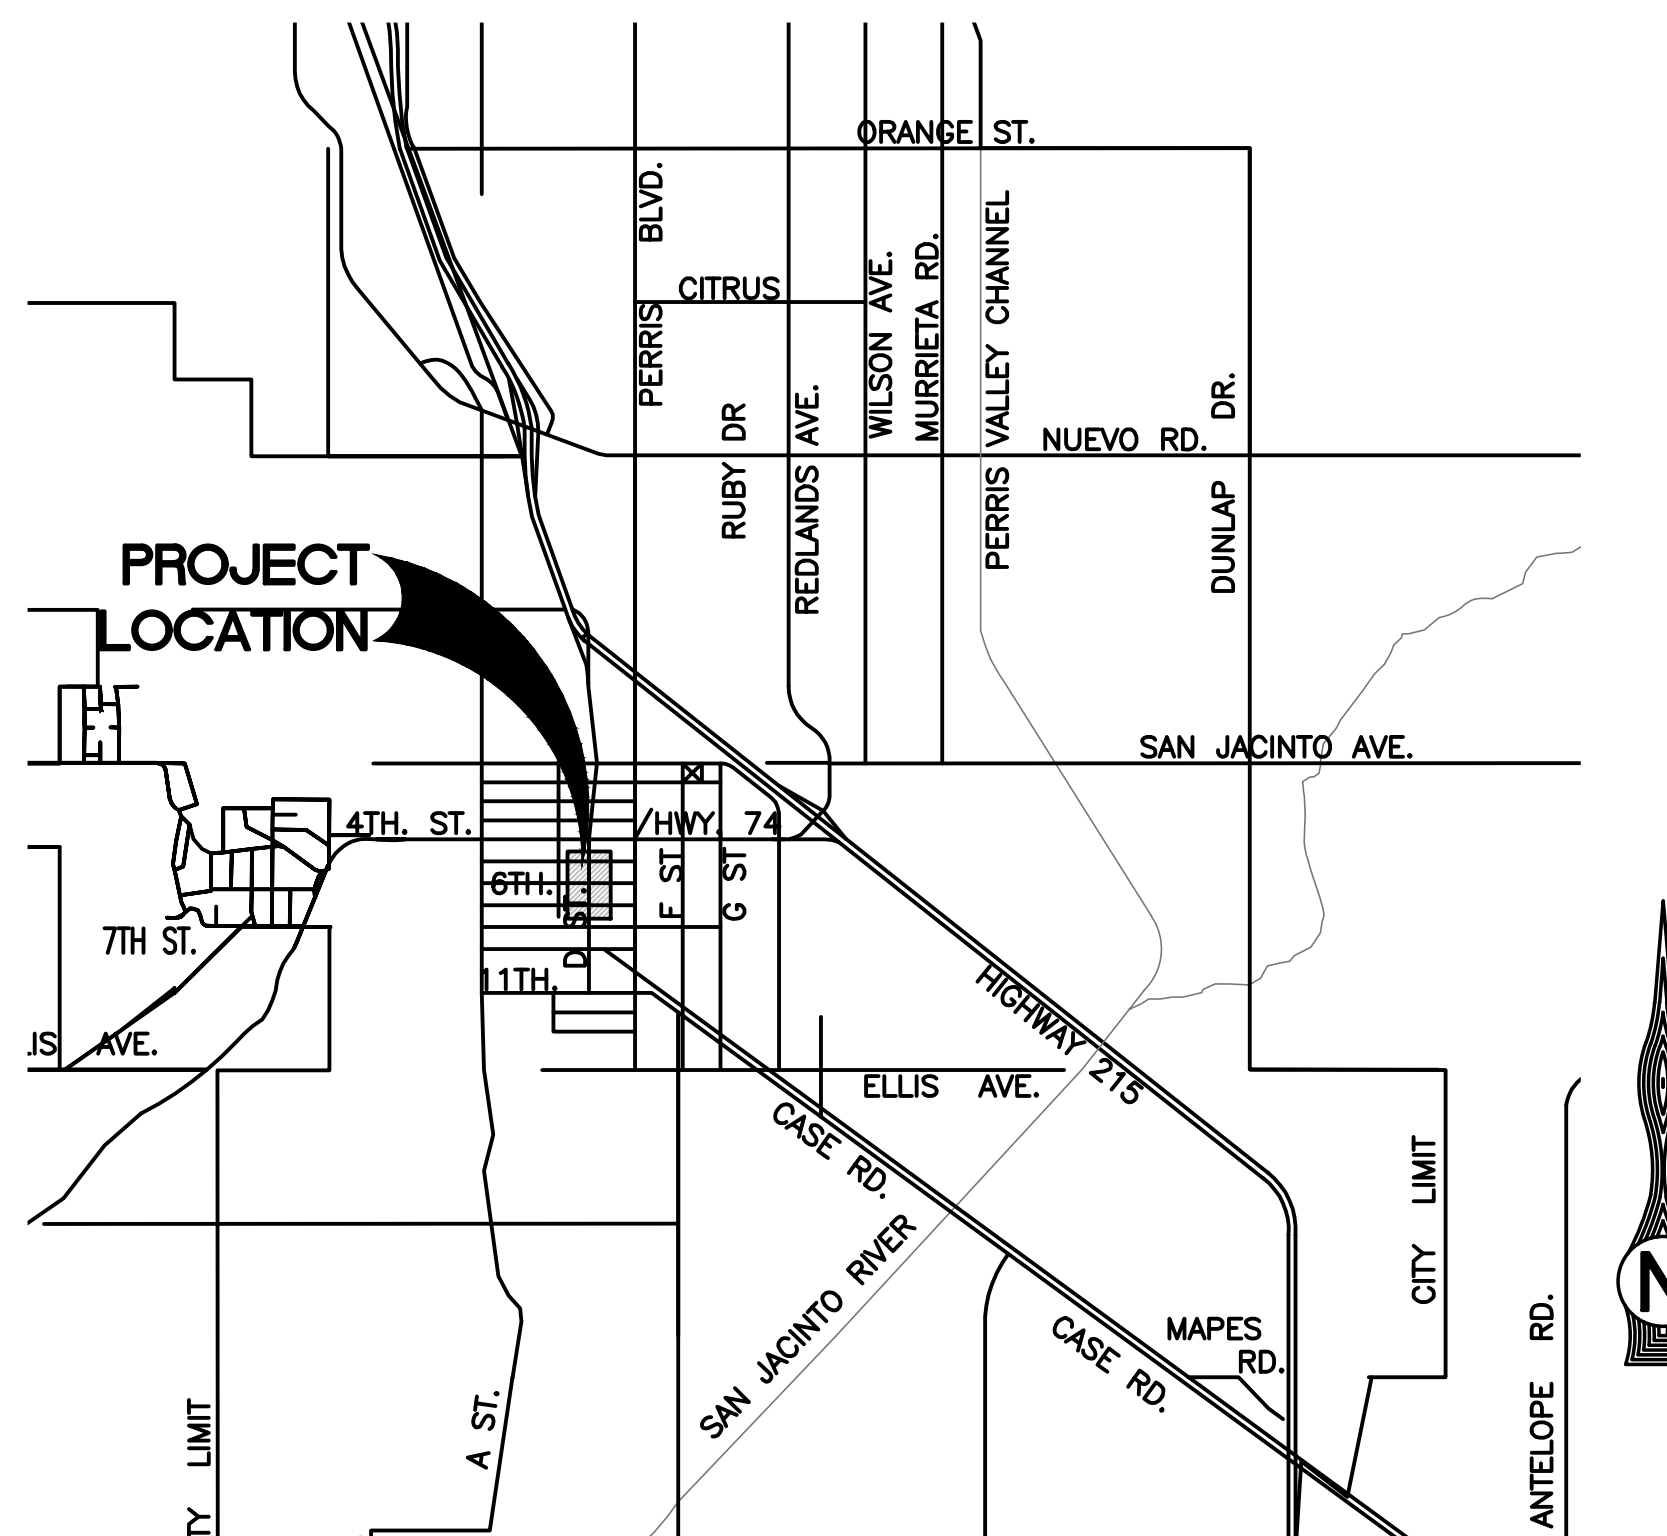 ORANGE ST.
PERRIS BLVD.
CITRUS
WILSON AVE.
MURRIETA RD.
PERRIS VALLEY CHANNEL
RUBY DR
REDLANDS AVE.
NUEVO RD.
DUNLAP DR.
PROJECT
LOCATION
SAN JACINTO AVE.
4TH. ST.
/HWY. 74
6TH.
D ST.
F ST
G ST
7TH ST.
11TH.
.IS AVE.
HIGHWAY 215
ELLIS AVE.
CASE RD.
SAN JACINTO RIVER
CITY LIMIT
MAPES
RD.
CASE RD.
A ST.
TY LIMIT
ANTELOPE RD.
N